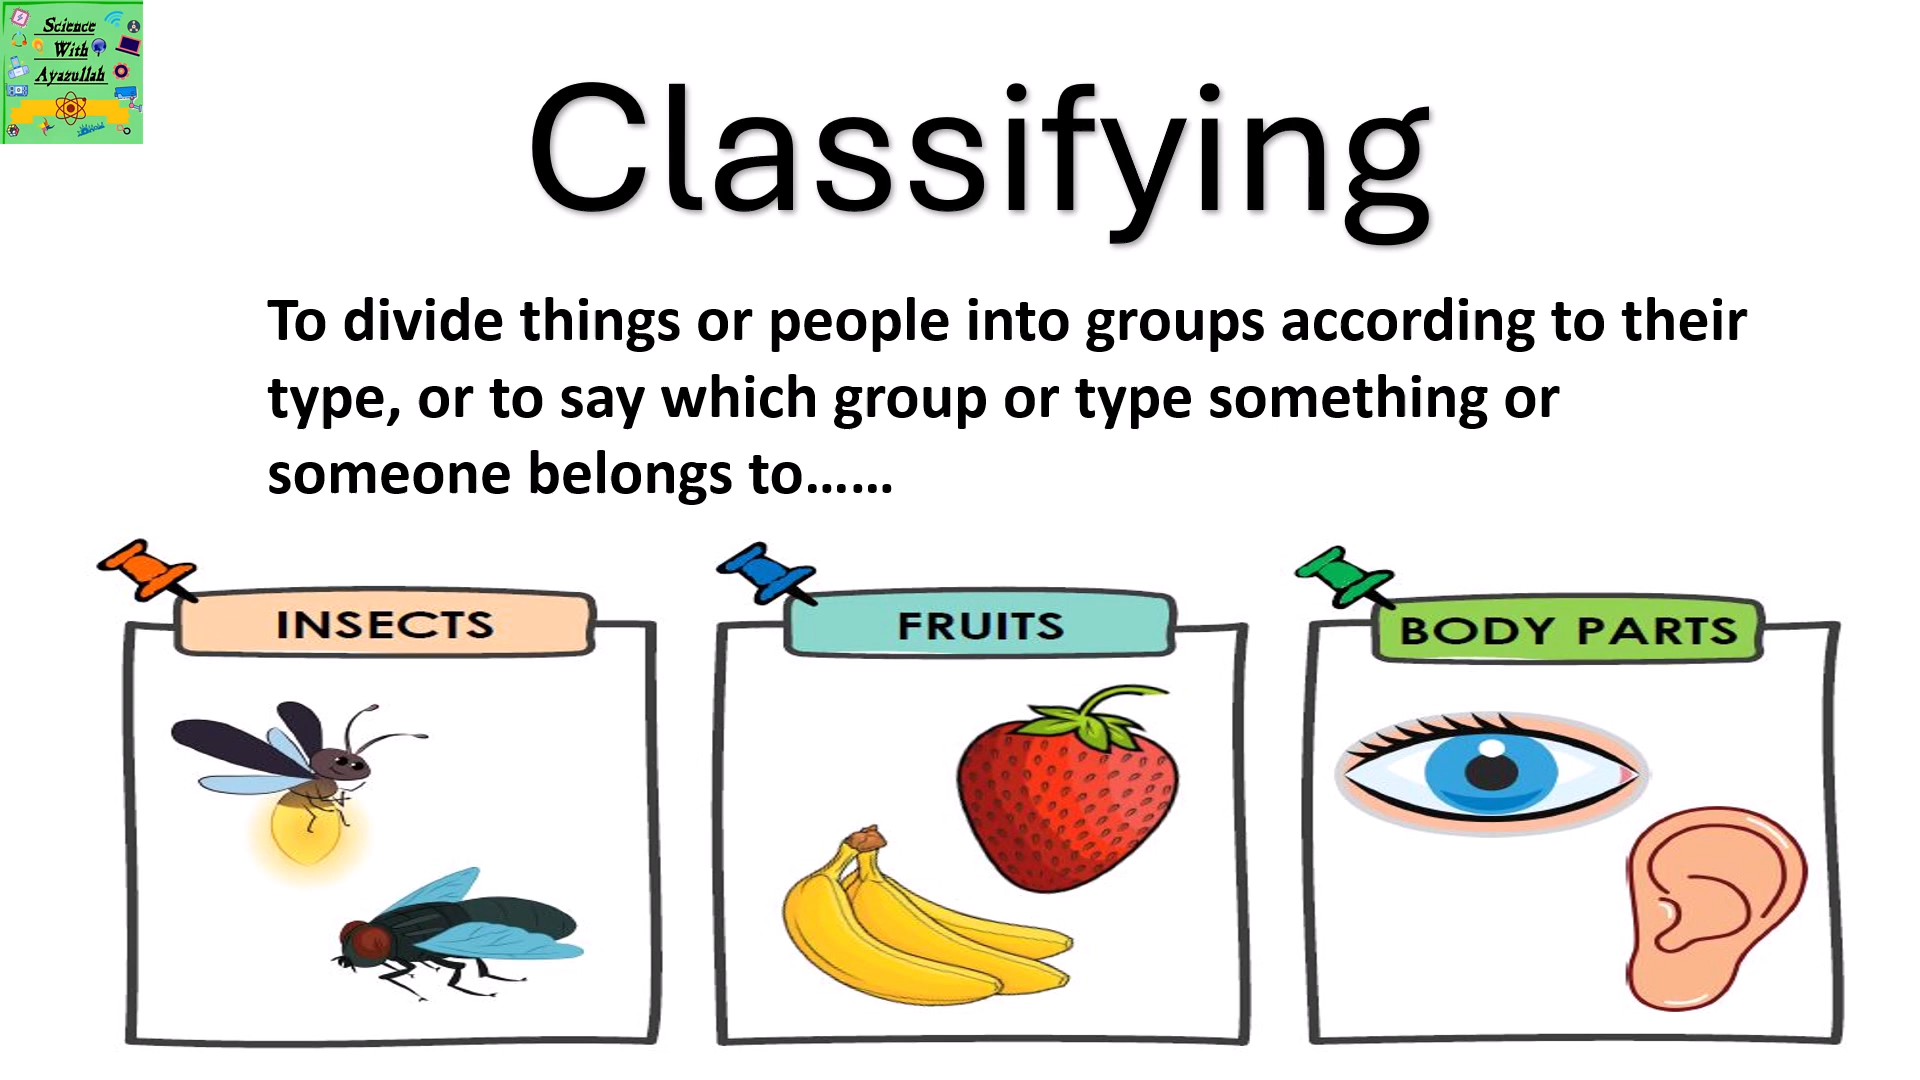 Science
With
Ayazullah
Classifying
To divide things or people into groups according to their
type, or to say which group or type something or
someone belongs to......
INSECTS
FRUITS
BODY PARTS